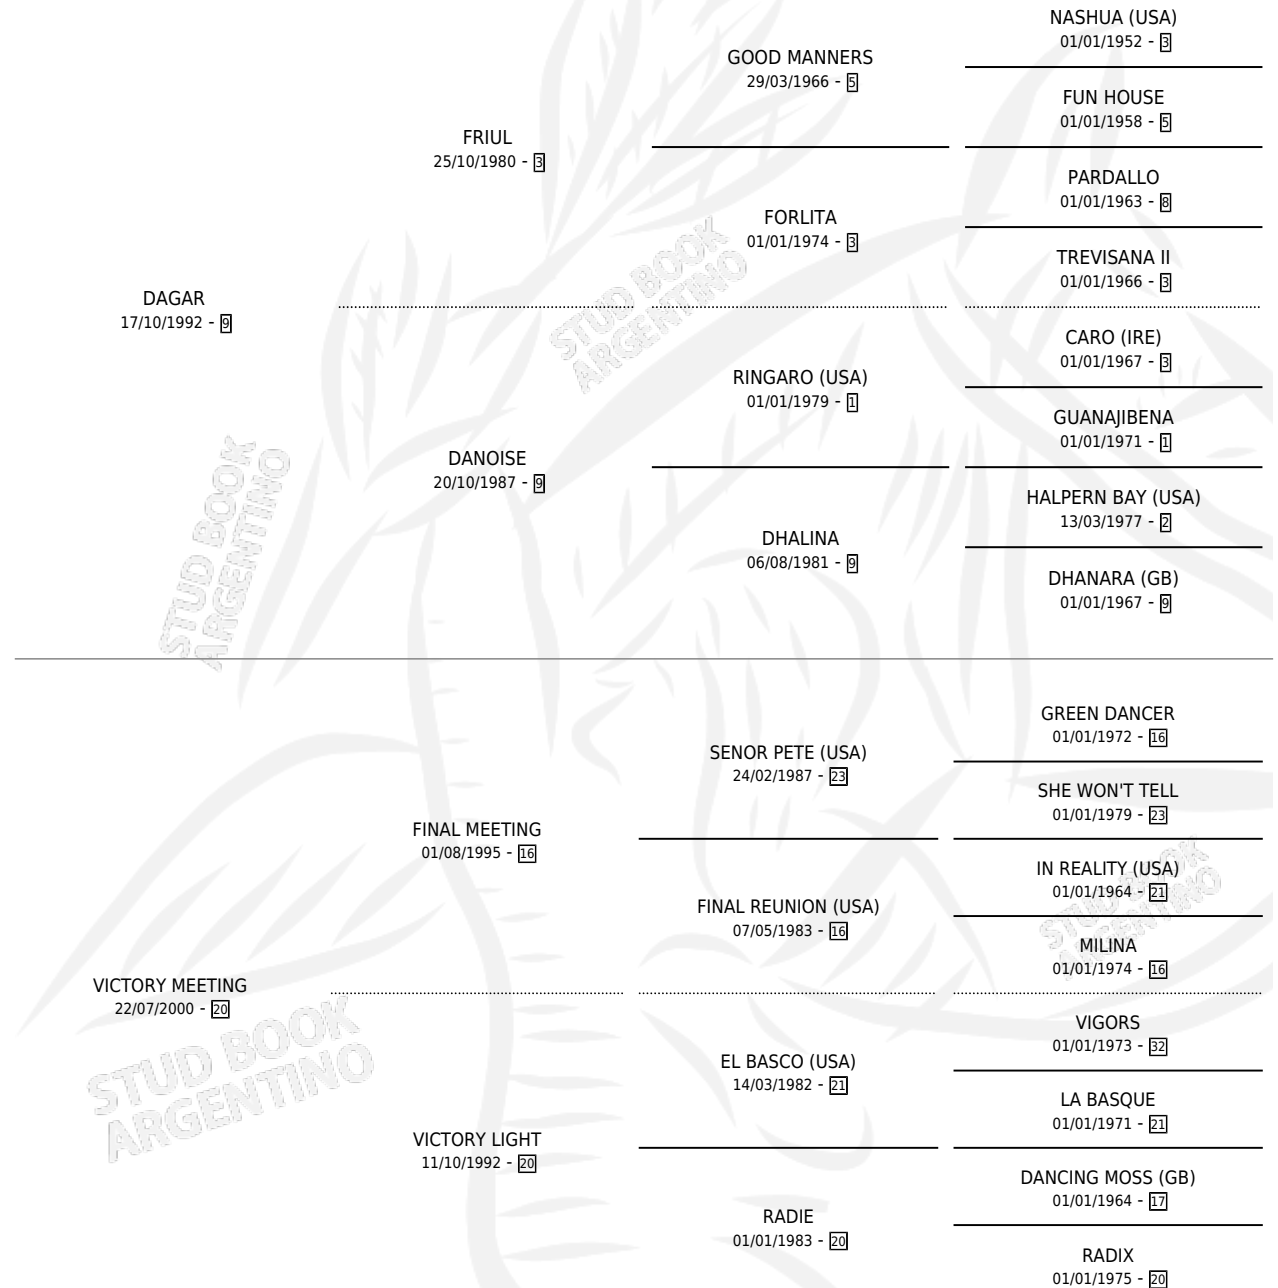 NASHUA (USA)
01/01/1952 - 3
GOOD MANNERS
29/03/1966 - 5
FUN HOUSE
01/01/1958 - 5
FRIUL
25/10/1980 - 3
PARDALLO
01/01/1963 - 8
FORLITA
01/01/1974 - 3
TREVISANA II
01/01/1966 - 3
DAGAR
17/10/1992 - 9
CARO (IRE)
01/01/1967 - 3
RINGARO (USA)
01/01/1979 - 1
GUANAJIBENA
01/01/1971 - 1
DANOISE
20/10/1987 - 9
HALPERN BAY (USA)
13/03/1977 - 2
DHALINA
06/08/1981 - 9
DHANARA (GB)
01/01/1967 - 9
STUD BOOK
ARGENTINO
STUD BOOK
ARGENTINO
GREEN DANCER
01/01/1972 - 16
SENOR PETE (USA)
24/02/1987 - 23
SHE WON'T TELL
01/01/1979 - 23
FINAL MEETING
01/08/1995 - 16
IN REALITY (USA)
01/01/1964 - 21
FINAL REUNION (USA)
07/05/1983 - 16
MILINA
01/01/1974 - 16
VICTORY MEETING
22/07/2000 - 20
VIGORS
01/01/1973 - 32
EL BASCO (USA)
14/03/1982 - 21
LA BASQUE
01/01/1971 - 21
VICTORY LIGHT
11/10/1992 - 20
DANCING MOSS (GB)
01/01/1964 - 17
RADIE
01/01/1983 - 20
RADIX
01/01/1975 - 20
STUD BOOK
ARGENTINO
STUD BOOK
ARGENTINO